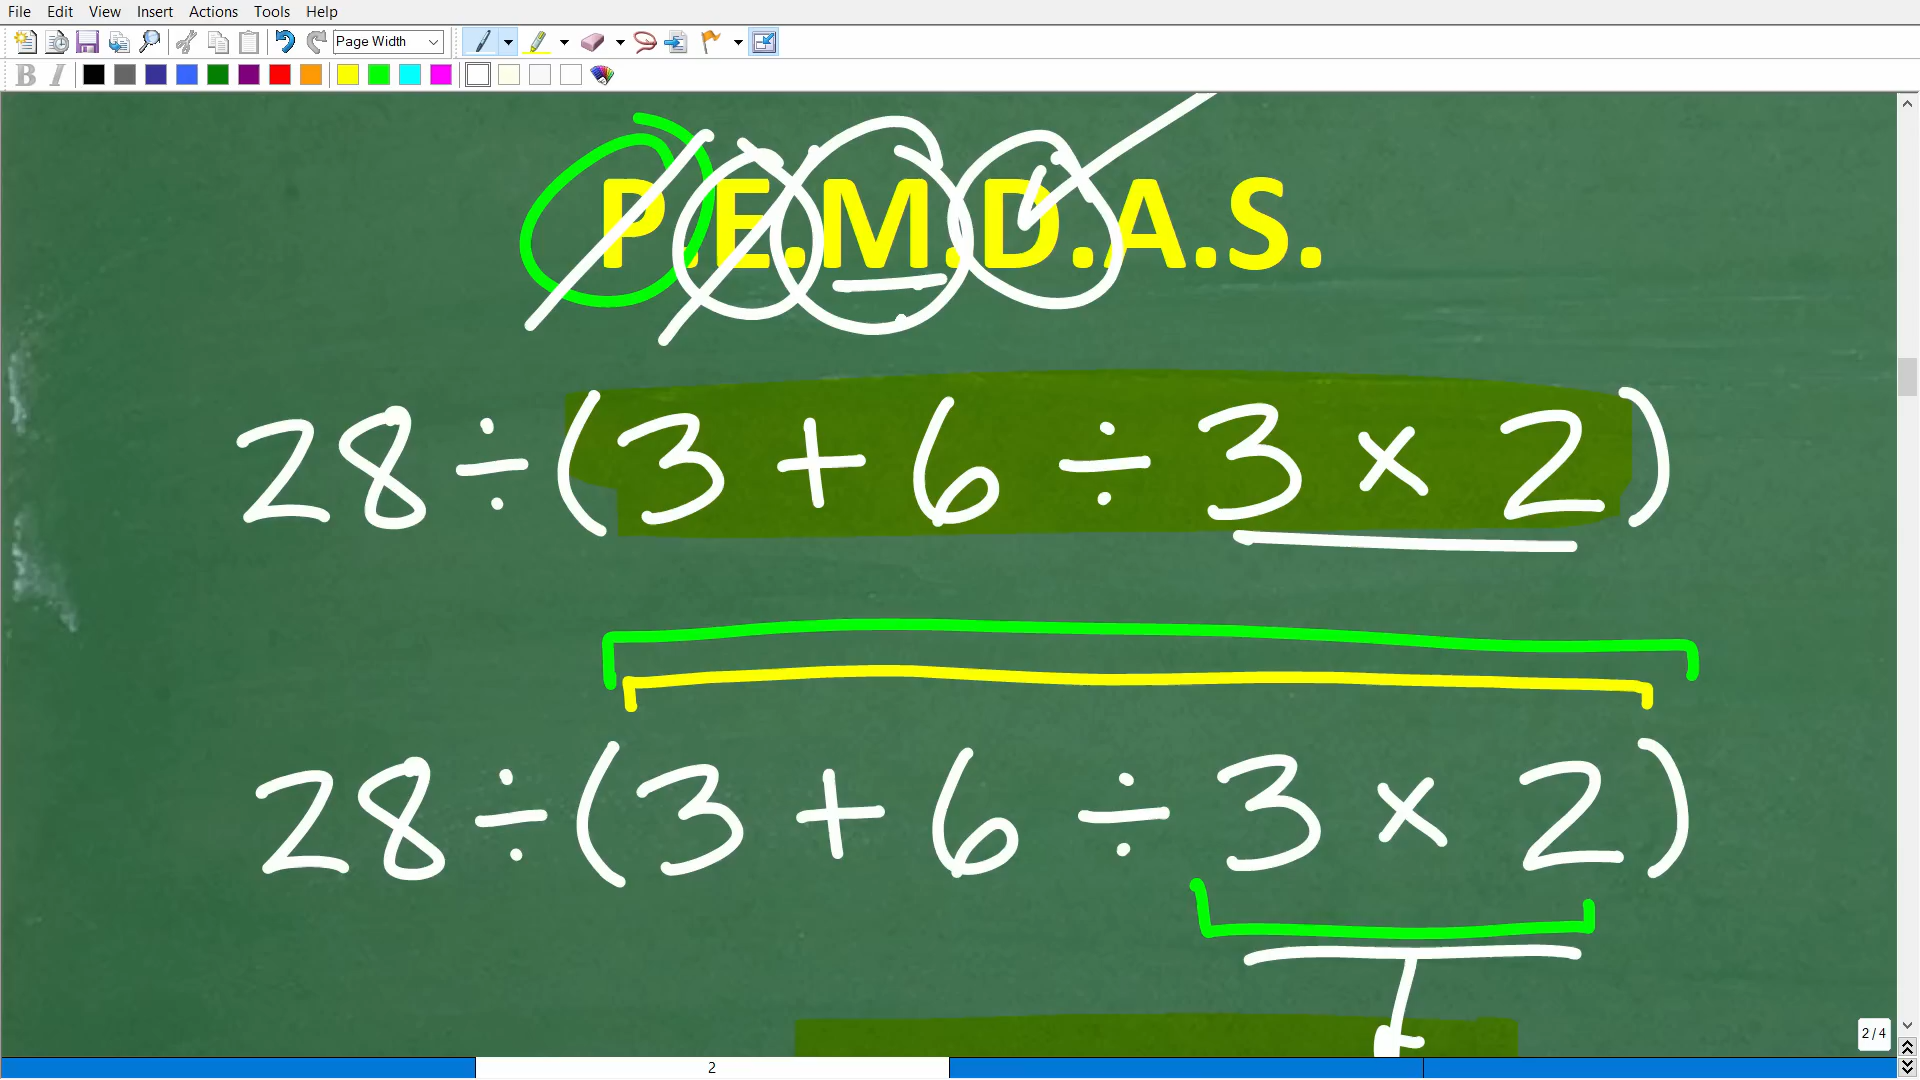 File Edit View Insert Actions Tools Help
Page Width
B I
P.E.M.D.A.S.
28÷(3 + 6 ÷ 3 × 2)
28÷(3 + 6 ÷ 3 × 2)
2 / 4
2